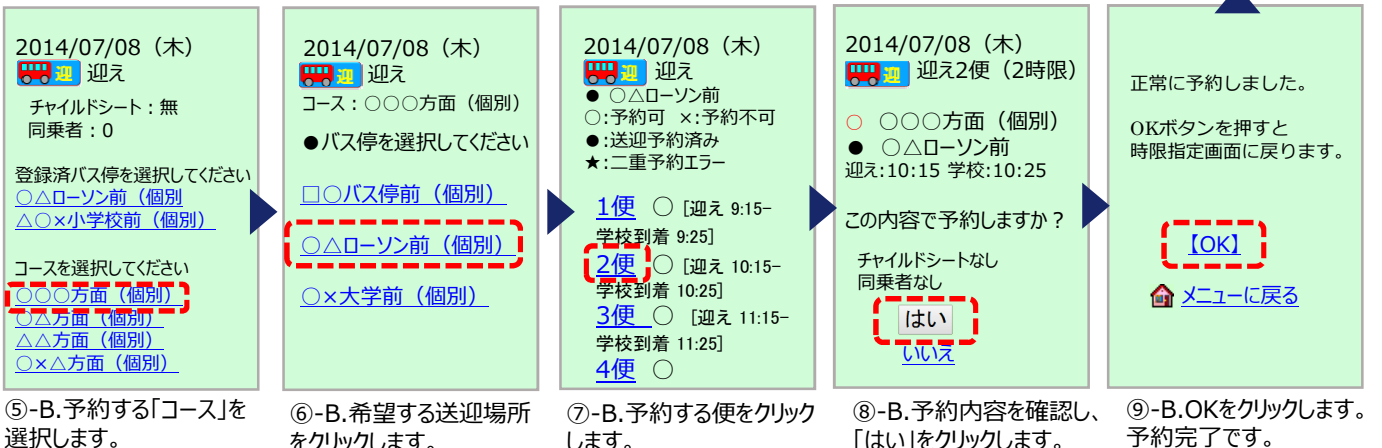 2014/07/08（木）
迎 迎え
チャイルドシート：無
同乗者：0
登録済バス停を選択してください
○△ローソン前（個別
△○×小学校前（個別）
コースを選択してください
○○○方面（個別）
○△方面（個別）
△△方面（個別）
○×△方面（個別）
⑤-B.予約する「コース」を
選択します。
2014/07/08（木）
迎 迎え
コース：○○○方面（個別）
●バス停を選択してください
□○バス停前（個別）
○△ローソン前（個別）
○×大学前（個別）
⑥-B.希望する送迎場所
をクリックします。
2014/07/08（木）
迎 迎え
● ○△ローソン前
○:予約可 ×:予約不可
●:送迎予約済み
★:二重予約エラー
1便 ○ [迎え 9:15-
学校到着 9:25]
2便 ○ [迎え 10:15-
学校到着 10:25]
3便 ○ [迎え 11:15-
学校到着 11:25]
4便 ○
⑦-B.予約する便をクリック
します。
2014/07/08（木）
迎 迎え2便（2時限）
○ ○○○方面（個別）
● ○△ローソン前
迎え:10:15 学校:10:25
この内容で予約しますか？
チャイルドシートなし
同乗者なし
はい
いいえ
⑧-B.予約内容を確認し、
「はい」をクリックします。
正常に予約しました。
OKボタンを押すと
時限指定画面に戻ります。
【OK】
メニューに戻る
⑨-B.OKをクリックします。
予約完了です。